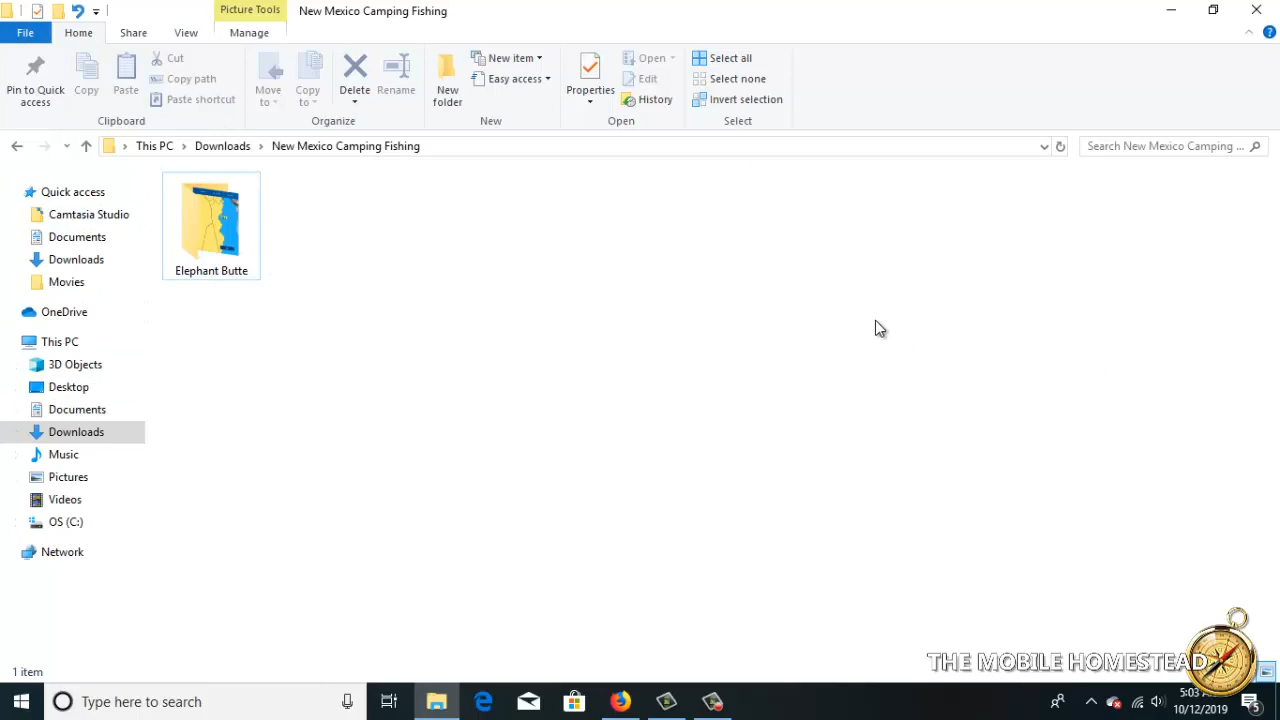 Picture Tools
New Mexico Camping Fishing
File Home Share View Manage
Pin to Quick access
Copy
Paste
Cut
Copy path
Paste shortcut
Clipboard
Move to
Copy to
Delete
Rename
Organize
New folder
New item
Easy access
New
Properties
Open
Edit
History
Open
Select all
Select none
Invert selection
Select
This PC > Downloads > New Mexico Camping Fishing
Search New Mexico Camping ...
Quick access
Camtasia Studio
Documents
Downloads
Movies
OneDrive
This PC
3D Objects
Desktop
Documents
Downloads
Music
Pictures
Videos
OS (C:)
Network
Elephant Butte
1 item
THE MOBILE HOMESTEAD
Type here to search
5:03
10/12/2019
5